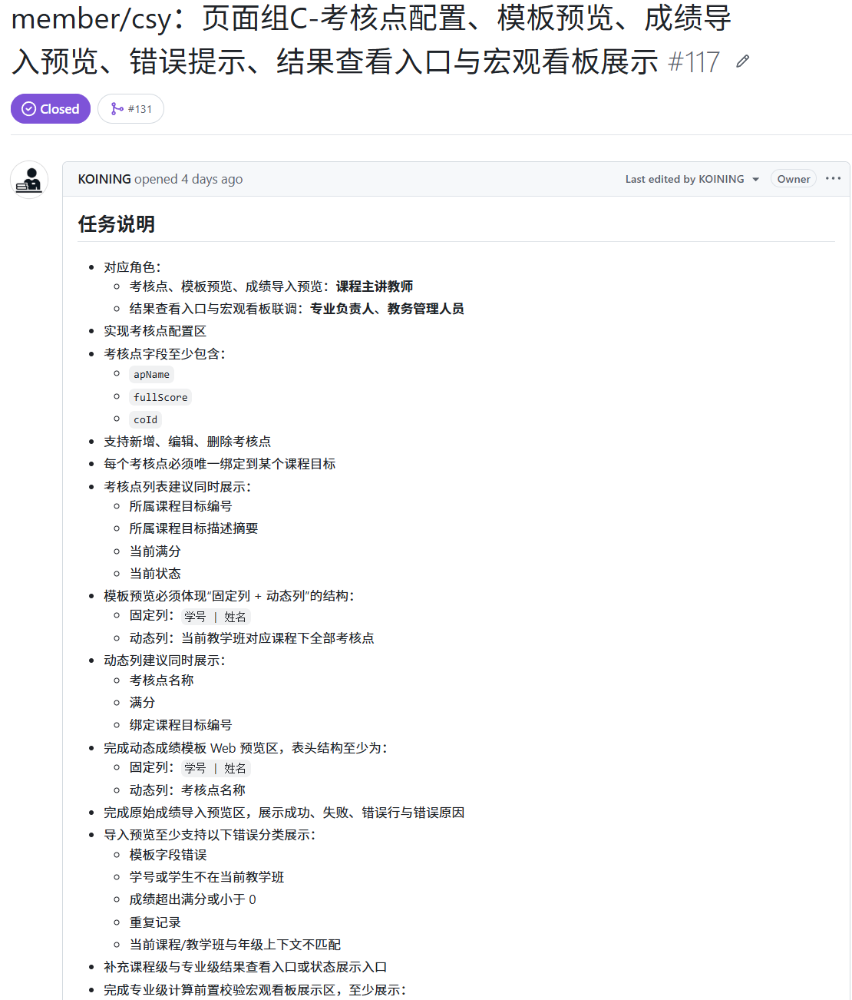 member/csy：页面组C-考核点配置、模板预览、成绩导
入预览、错误提示、结果查看入口与宏观看板展示 #117
Closed
#131
KOINING opened 4 days ago
Last edited by KOINING
Owner
任务说明
对应角色：
考核点、模板预览、成绩导入预览：课程主讲教师
结果查看入口与宏观看板联调：专业负责人、教务管理人员
实现考核点配置区
考核点字段至少包含：
apName
fullScore
coId
支持新增、编辑、删除考核点
每个考核点必须唯一绑定到某个课程目标
考核点列表建议同时展示：
所属课程目标编号
所属课程目标描述摘要
当前满分
当前状态
模板预览必须体现“固定列 + 动态列”的结构：
固定列：学号 | 姓名
动态列：当前教学班对应课程下全部考核点
动态列建议同时展示：
考核点名称
满分
绑定课程目标编号
完成动态成绩模板 Web 预览区，表头结构至少为：
固定列：学号 | 姓名
动态列：考核点名称
完成原始成绩导入预览区，展示成功、失败、错误行与错误原因
导入预览至少支持以下错误分类展示：
模板字段错误
学号或学生不在当前教学班
成绩超出满分或小于 0
重复记录
当前课程/教学班与年级上下文不匹配
补充课程级与专业级结果查看入口或状态展示入口
完成专业级计算前置校验宏观看板展示区，至少展示：